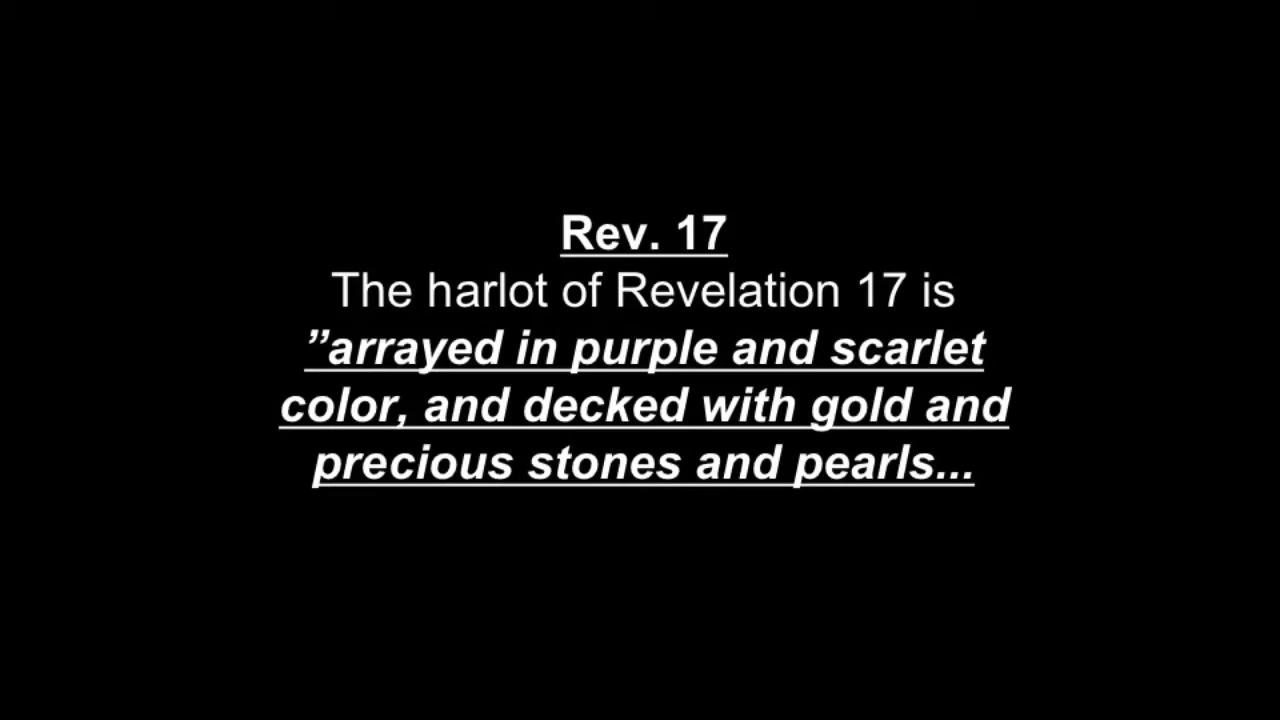 Rev. 17
The harlot of Revelation 17 is
”arrayed in purple and scarlet
color, and decked with gold and
precious stones and pearls...